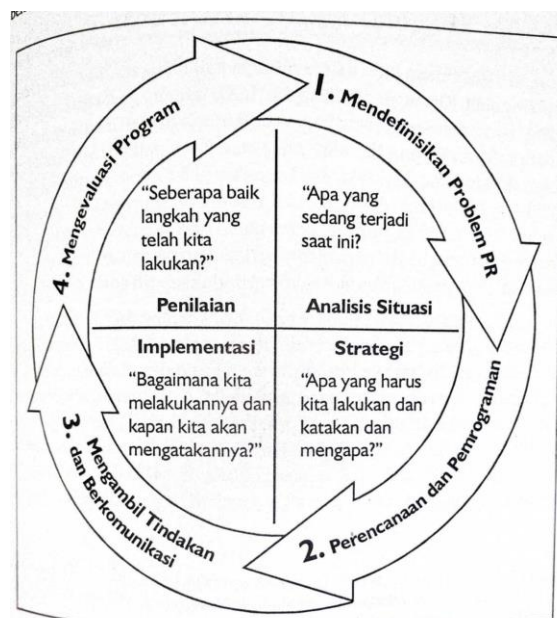 1. Mendefinisikan Problem PR
"Apa yang
sedang terjadi
saat ini?
Analisis Situasi
2. Perencanaan dan Pemrograman
Strategi
"Apa yang harus
kita lakukan dan
katakan dan
mengapa?"
3. Mengambil Tindakan
dan Berkomunikasi
Implementasi
"Bagaimana kita
melakukannya dan
kapan kita akan
mengatakannya?"
4. Mengevaluasi Program
"Seberapa baik
langkah yang
telah kita
lakukan?"
Penilaian